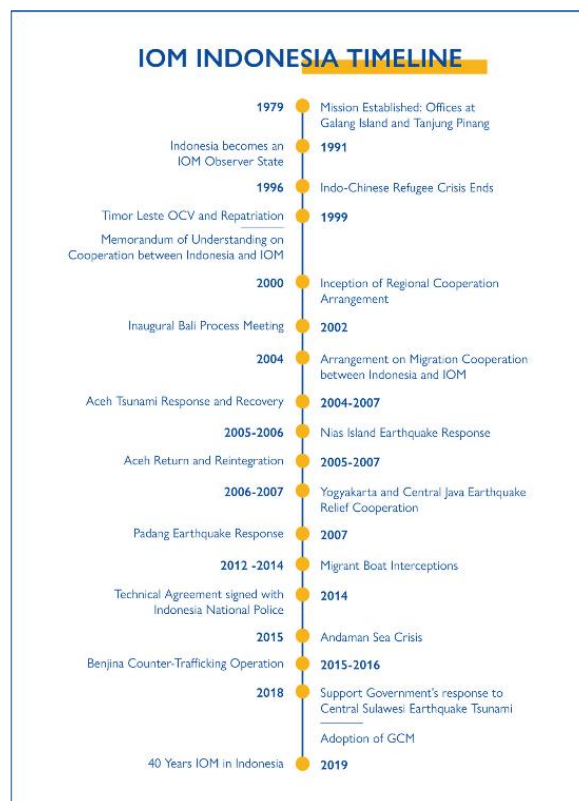 IOM INDONESIA TIMELINE
1979
Mission Established: Offices at
Galang Island and Tanjung Pinang
Indonesia becomes an
IOM Observer State
1991
1996
Indo-Chinese Refugee Crisis Ends
Timor Leste OCV and Repatriation
Memorandum of Understanding on
Cooperation between Indonesia and IOM
1999
2000
Inception of Regional Cooperation
Arrangement
Inaugural Bali Process Meeting
2002
2004
Arrangement on Migration Cooperation
between Indonesia and IOM
Aceh Tsunami Response and Recovery
2004-2007
2005-2006
Nias Island Earthquake Response
Aceh Return and Reintegration
2005-2007
2006-2007
Yogyakarta and Central Java Earthquake
Relief Cooperation
Padang Earthquake Response
2007
2012 -2014
Migrant Boat Interceptions
Technical Agreement signed with
Indonesia National Police
2014
2015
Andaman Sea Crisis
Benjina Counter-Trafficking Operation
2015-2016
2018
Support Government's response to
Central Sulawesi Earthquake Tsunami
Adoption of GCM
40 Years IOM in Indonesia
2019